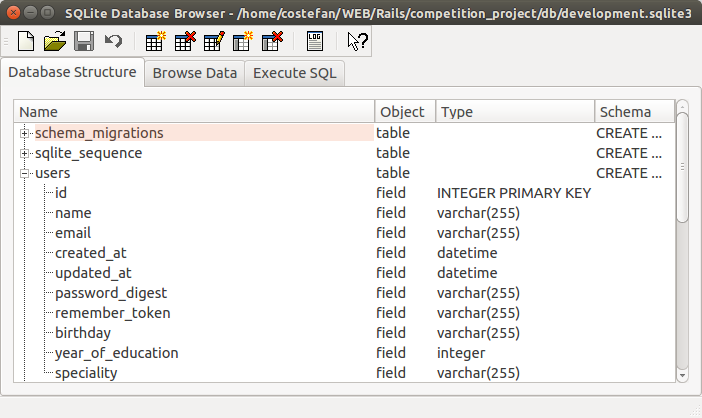 SQLite Database Browser - /home/costefan/WEB/Rails/competition_project/db/development.sqlite3
LOG
Database Structure Browse Data Execute SQL
Name Object Type Schema
schema_migrations table CREATE ...
sqlite_sequence table CREATE ...
users table CREATE ...
id field INTEGER PRIMARY KEY
name field varchar(255)
email field varchar(255)
created_at field datetime
updated_at field datetime
password_digest field varchar(255)
remember_token field varchar(255)
birthday field varchar(255)
year_of_education field integer
speciality field varchar(255)